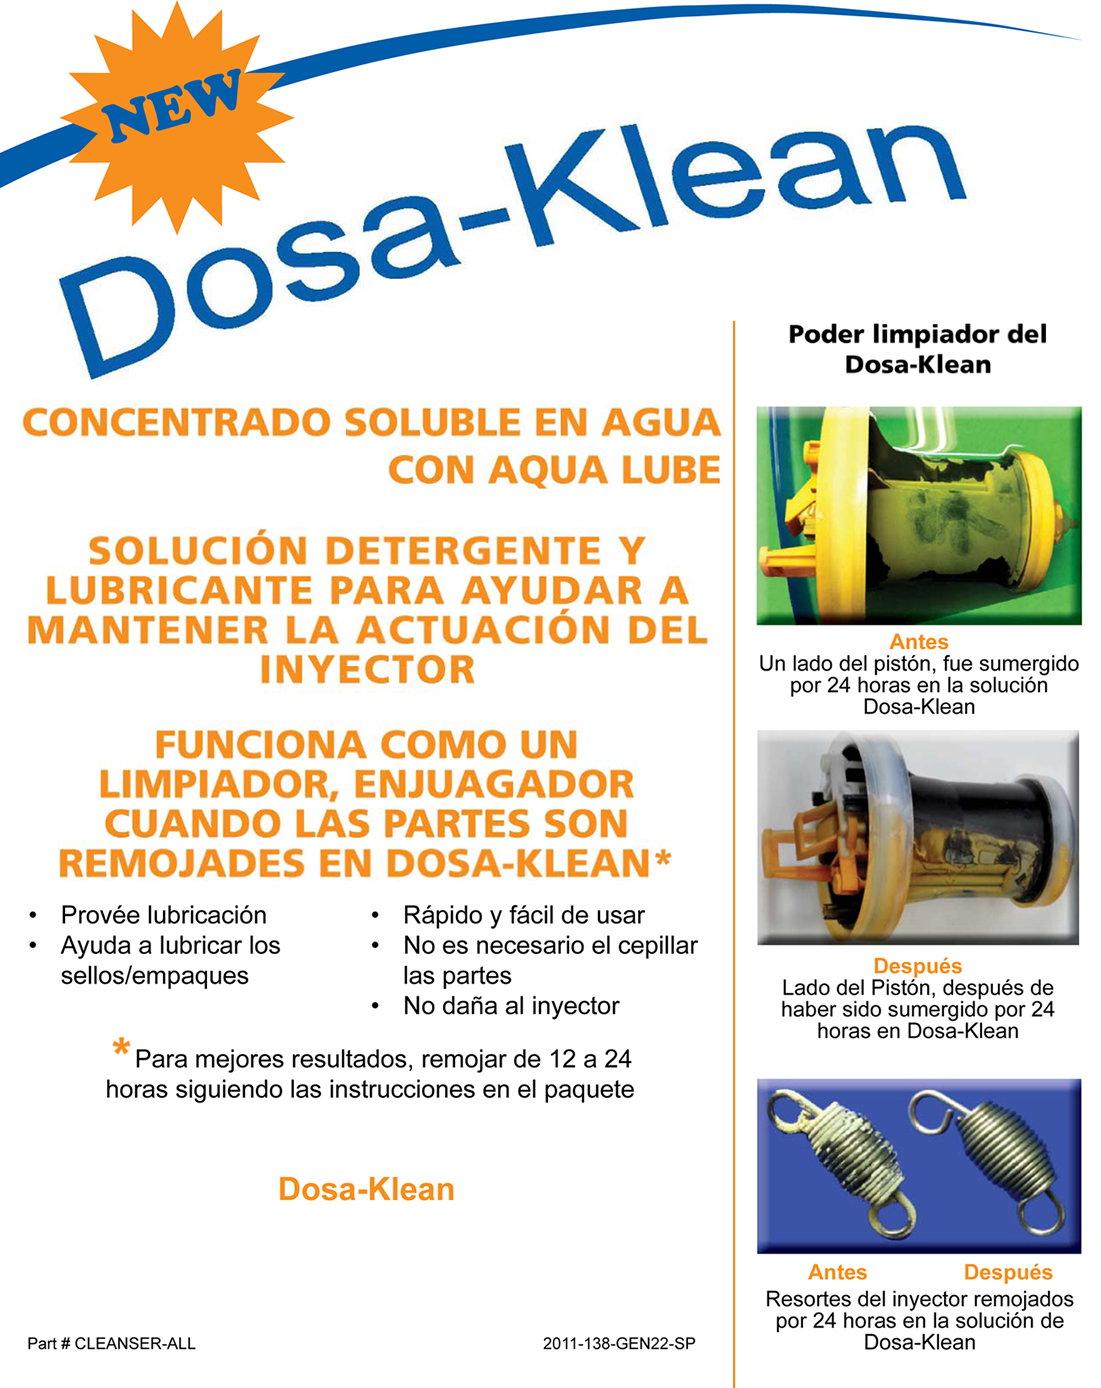 NEW
Dosa-Klean
CONCENTRADO SOLUBLE EN AGUA
CON AQUA LUBE
SOLUCIÓN DETERGENTE Y
LUBRICANTE PARA AYUDAR A
MANTENER LA ACTUACIÓN DEL
INYECTOR
FUNCIONA COMO UN
LIMPIADOR, ENJUAGADOR
CUANDO LAS PARTES SON
REMOJADES EN DOSA-KLEAN*
• Provée lubricación
• Ayuda a lubricar los
sellos/empaques
• Rápido y fácil de usar
• No es necesario el cepillar
las partes
• No daña al inyector
* Para mejores resultados, remojar de 12 a 24
horas siguiendo las instrucciones en el paquete
Dosa-Klean
Part # CLEANSER-ALL
2011-138-GEN22-SP
Poder limpiador del
Dosa-Klean
Antes
Un lado del pistón, fue sumergido
por 24 horas en la solución
Dosa-Klean
Después
Lado del Pistón, después de
haber sido sumergido por 24
horas en Dosa-Klean
Antes Después
Resortes del inyector remojados
por 24 horas en la solución de
Dosa-Klean